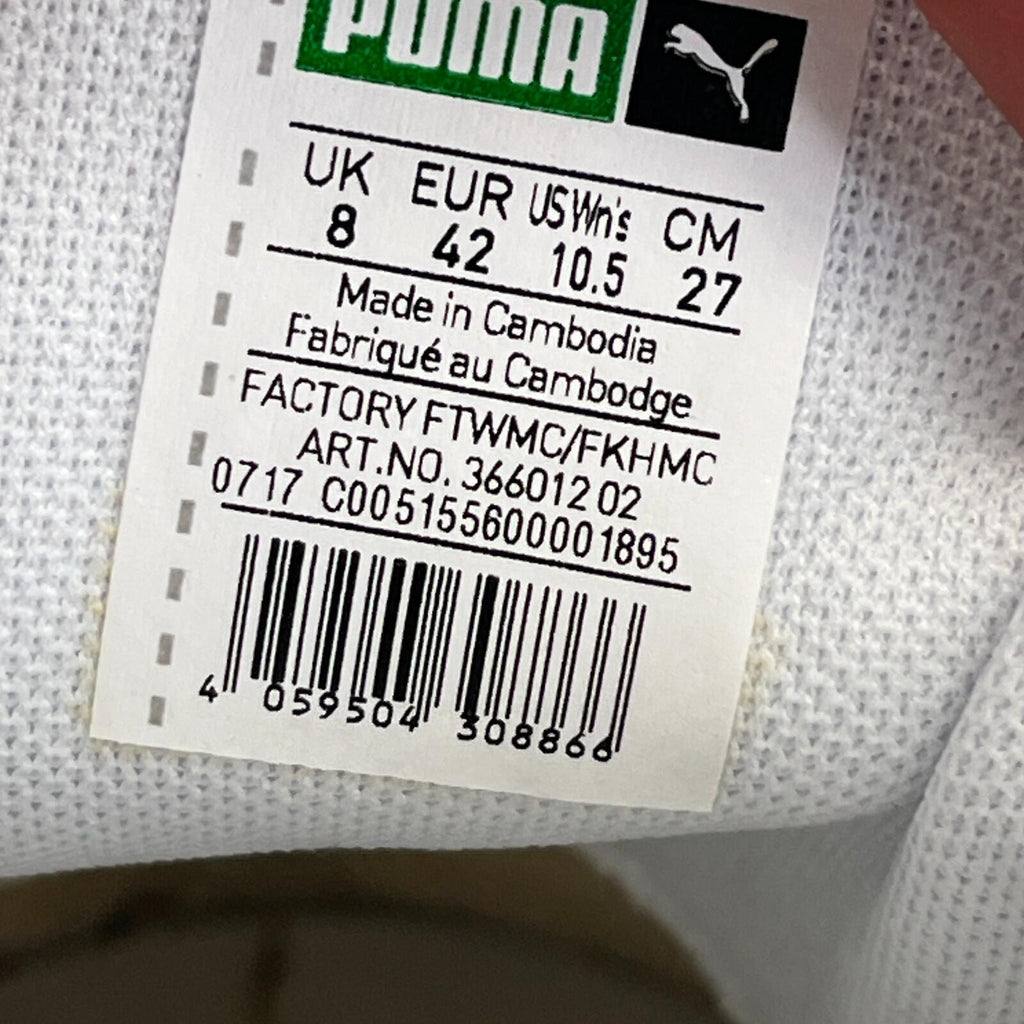 PUMA
UK EUR US Wn's CM
8 42 10.5 27
Made in Cambodia
Fabriqué au Cambodge
FACTORY FTWMC/FKHMC
ART.NO. 366012 02
0717 C005155600001895
4 059504 308866